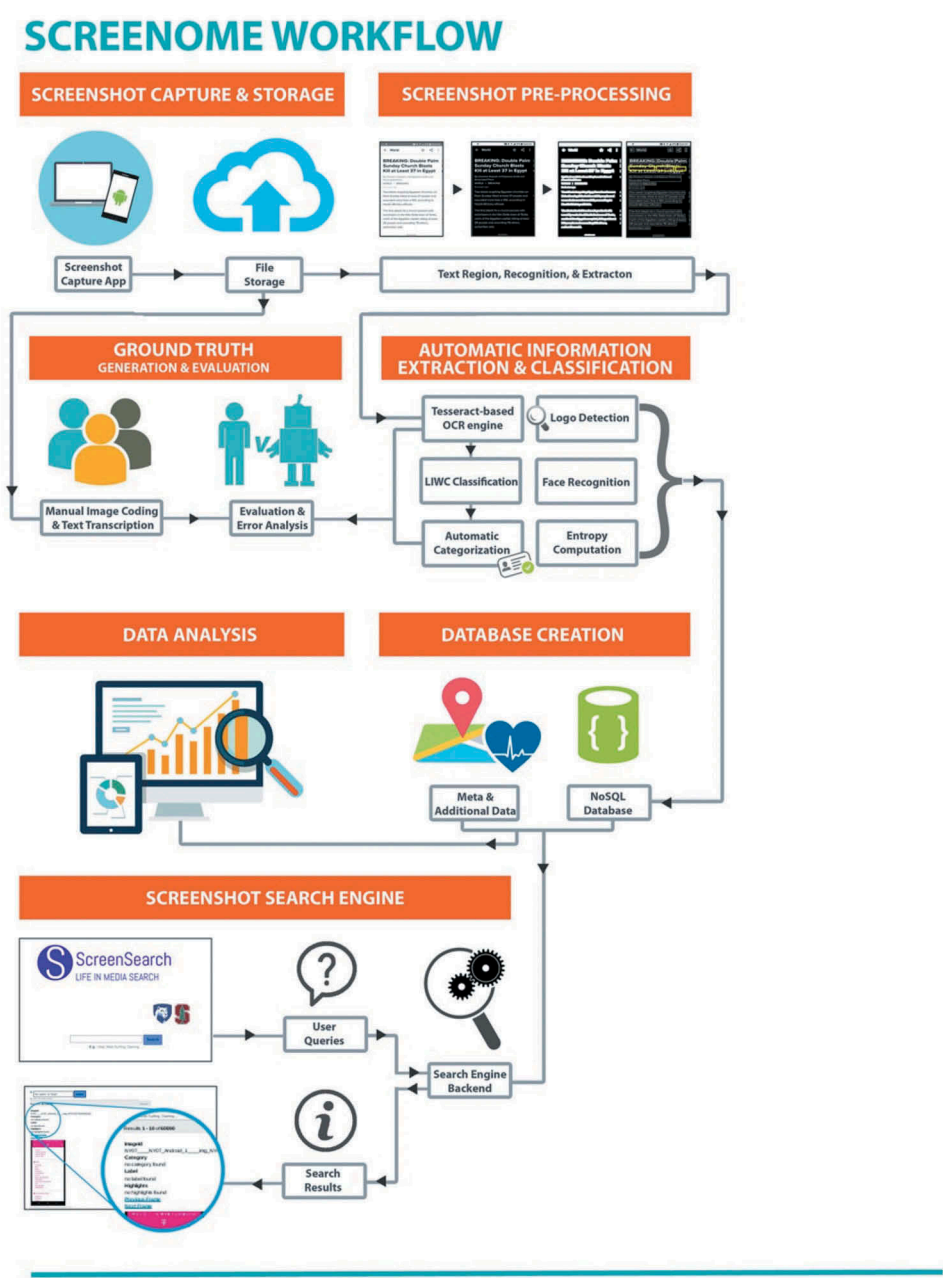 SCREENOME WORKFLOW
SCREENSHOT CAPTURE & STORAGE
SCREENSHOT PRE-PROCESSING
BREAKING: Double Palm
Sunday Church Blasts
Kill at Least 37 in Egypt
Screenshot
Capture App
File
Storage
Text Region, Recognition, & Extracton
GROUND TRUTH
GENERATION & EVALUATION
AUTOMATIC INFORMATION
EXTRACTION & CLASSIFICATION
V.
Tesseract-based
OCR engine
Logo Detection
LIWC Classification
Face Recognition
Manual Image Coding
& Text Transcription
Evaluation &
Error Analysis
Automatic
Categorization
Entropy
Computation
DATA ANALYSIS
DATABASE CREATION
{ }
Meta &
Additional Data
NoSQL
Database
SCREENSHOT SEARCH ENGINE
S ScreenSearch
LIFE IN MEDIA SEARCH
S
?
User
Queries
Search Engine
Backend
i
Search
Results
ImageId
Category
no category found
Label
no label found
Highlights
no highlights found
Previous Frame
Next Frame